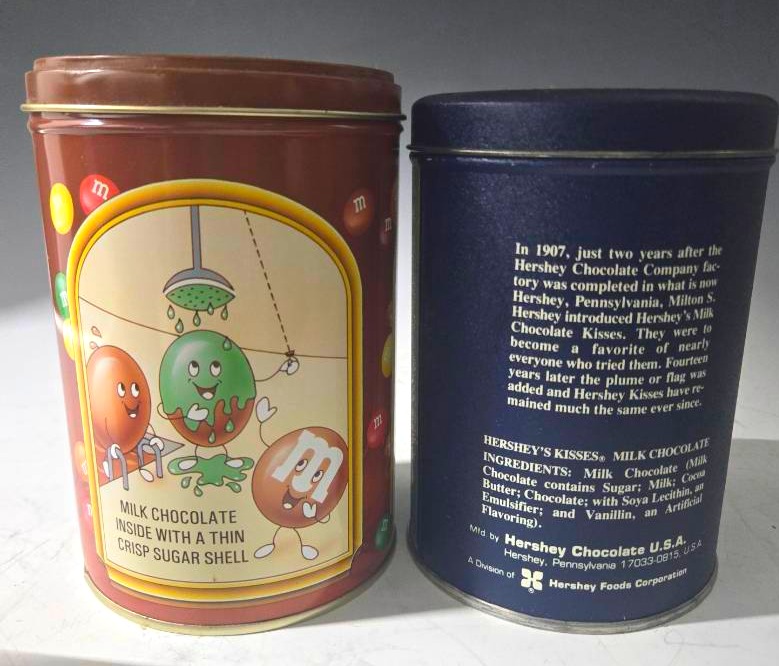 m
m
m
m
m
m
m
MILK CHOCOLATE
INSIDE WITH A THIN
CRISP SUGAR SHELL
In 1907, just two years after the
Hershey Chocolate Company fac-
tory was completed in what is now
Hershey, Pennsylvania, Milton S.
Hershey introduced Hershey's Milk
Chocolate Kisses. They were to
become a favorite of nearly
everyone who tried them. Fourteen
years later the plume or flag was
added and Hershey Kisses have re-
mained much the same ever since.
HERSHEY'S KISSES® MILK CHOCOLATE
INGREDIENTS: Milk Chocolate (Milk
Chocolate contains Sugar; Milk; Cocoa
Butter; Chocolate; with Soya Lecithin, an
Emulsifier; and Vanillin, an Artificial
Flavoring).
Mfd by Hershey Chocolate U.S.A.
Hershey, Pennsylvania 17033-0815, U.S.A.
A Division of Hershey Foods Corporation